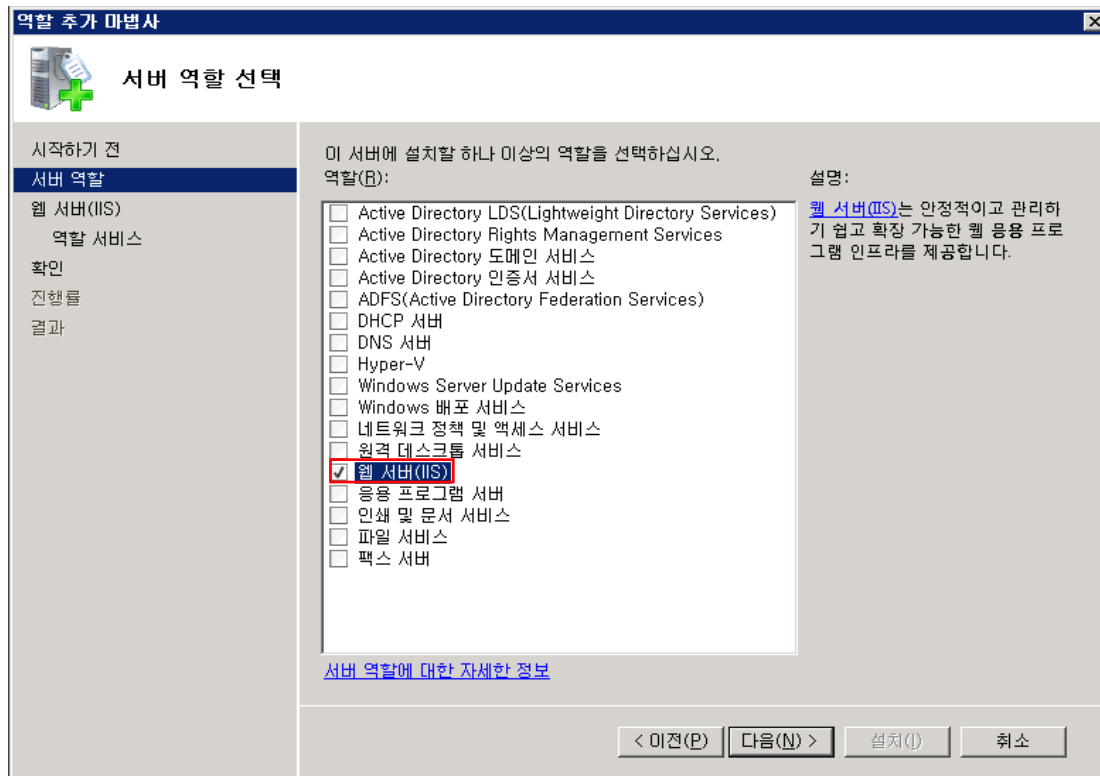 역할 추가 마법사
서버 역할 선택
시작하기 전
서버 역할
웹 서버(IIS)
역할 서비스
확인
진행률
결과
이 서버에 설치할 하나 이상의 역할을 선택하십시오.
역할(R):
Active Directory LDS(Lightweight Directory Services)
Active Directory Rights Management Services
Active Directory 도메인 서비스
Active Directory 인증서 서비스
ADFS(Active Directory Federation Services)
DHCP 서버
DNS 서버
Hyper-V
Windows Server Update Services
Windows 배포 서비스
네트워크 정책 및 액세스 서비스
원격 데스크톱 서비스
웹 서버(IIS)
응용 프로그램 서버
인쇄 및 문서 서비스
파일 서비스
팩스 서버
서버 역할에 대한 자세한 정보
설명:
웹 서버(IIS)는 안정적이고 관리하
기 쉽고 확장 가능한 웹 응용 프로
그램 인프라를 제공합니다.
< 이전(P) 다음(N) > 설치(I) 취소